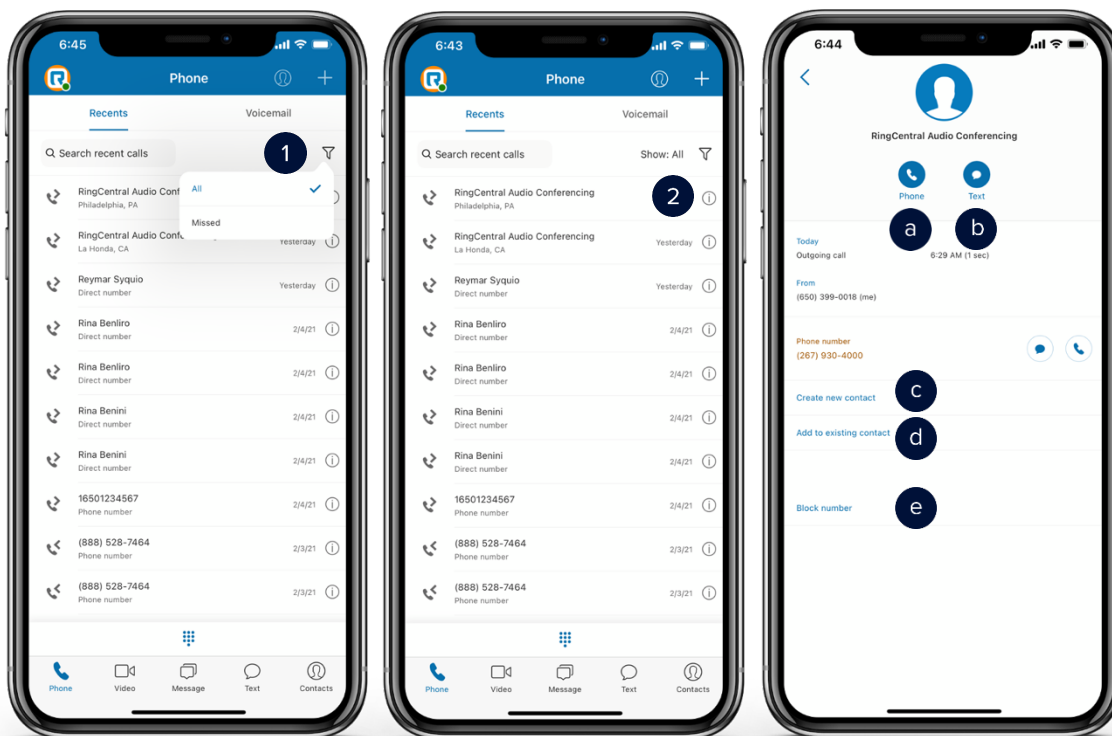 6:45
Phone
Recents
Voicemail
Search recent calls
1
All
Missed
RingCentral Audio
Philadelphia, PA
RingCentral Audio
La Honda, CA
Yesterday
Reymar Syquio
Direct number
Yesterday
Rina Benliro
Direct number
2/4/21
Rina Benliro
Direct number
2/4/21
Rina Benini
Direct number
2/4/21
Rina Benini
Direct number
2/4/21
16501234567
Phone number
2/4/21
(888) 528-7464
Phone number
2/3/21
(888) 528-7464
Phone number
2/3/21
Phone
Video
Message
Text
Contacts
6:43
Phone
Recents
Voicemail
Search recent calls
Show: All
RingCentral Audio Conferencing
Philadelphia, PA
2
RingCentral Audio Conferencing
La Honda, CA
Yesterday
Reymar Syquio
Direct number
Yesterday
Rina Benliro
Direct number
2/4/21
Rina Benliro
Direct number
2/4/21
Rina Benini
Direct number
2/4/21
Rina Benini
Direct number
2/4/21
16501234567
Phone number
2/4/21
(888) 528-7464
Phone number
2/3/21
(888) 528-7464
Phone number
2/3/21
Phone
Video
Message
Text
Contacts
6:44
RingCentral Audio Conferencing
Phone
Text
a
b
Today
Outgoing call
6:29 AM (1 sec)
From
(650) 399-0018 (me)
Phone number
(267) 930-4000
Create new contact
c
Add to existing contact
d
Block number
e